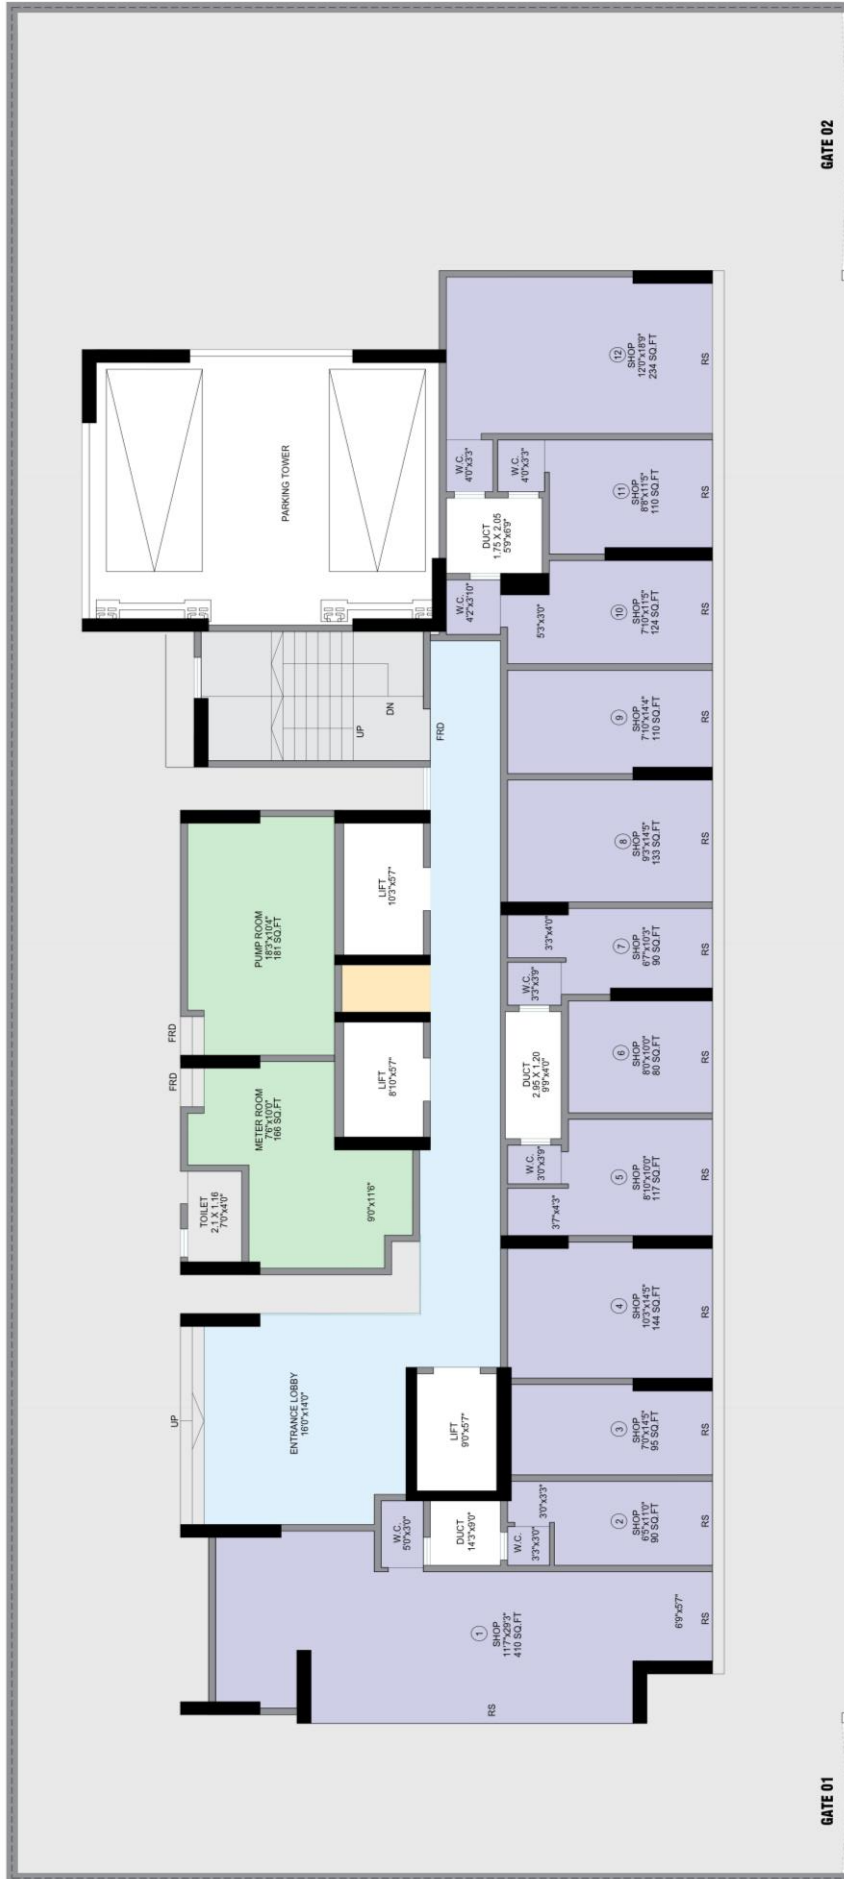 GATE 02
12
SHOP
12'0"x18'9"
234 SQ.FT
RS
PARKING TOWER
W.C.
4'0"x3'3"
W.C.
4'0"x3'3"
11
SHOP
8'8"x11'5"
110 SQ.FT
RS
DUCT
1.75 X 2.05
5'9"x6'9"
W.C.
4'2"x3'10"
5'3"x3'0"
10
SHOP
7'10"x11'5"
124 SQ.FT
RS
UP
DN
FRD
9
SHOP
7'10"x14'4"
110 SQ.FT
RS
8
SHOP
9'3"x14'5"
133 SQ.FT
RS
PUMP ROOM
18'3"x10'4"
181 SQ.FT
LIFT
10'3"x5'7"
3'3"x4'0"
7
SHOP
6'7"x10'3"
90 SQ.FT
RS
W.C.
3'3"x3'9"
FRD
FRD
LIFT
8'10"x5'7"
DUCT
2.95 X 1.20
9'9"x4'0"
6
SHOP
8'0"x10'0"
80 SQ.FT
RS
METER ROOM
7'6"x10'0"
166 SQ.FT
W.C.
3'0"x3'9"
5
SHOP
8'10"x10'0"
117 SQ.FT
RS
TOILET
2.1 X 1.16
7'0"x4'0"
9'0"x11'6"
3'7"x4'3"
4
SHOP
10'3"x14'5"
144 SQ.FT
RS
UP
ENTRANCE LOBBY
16'0"x14'0"
LIFT
9'0"x5'7"
3
SHOP
7'0"x14'5"
95 SQ.FT
RS
W.C.
5'0"x3'0"
DUCT
14'3"x9'0"
3'0"x3'3"
W.C.
3'3"x3'0"
2
SHOP
6'5"x11'0"
90 SQ.FT
RS
1
SHOP
11'7"x29'3"
410 SQ.FT
6'9"x5'7"
RS
RS
GATE 01